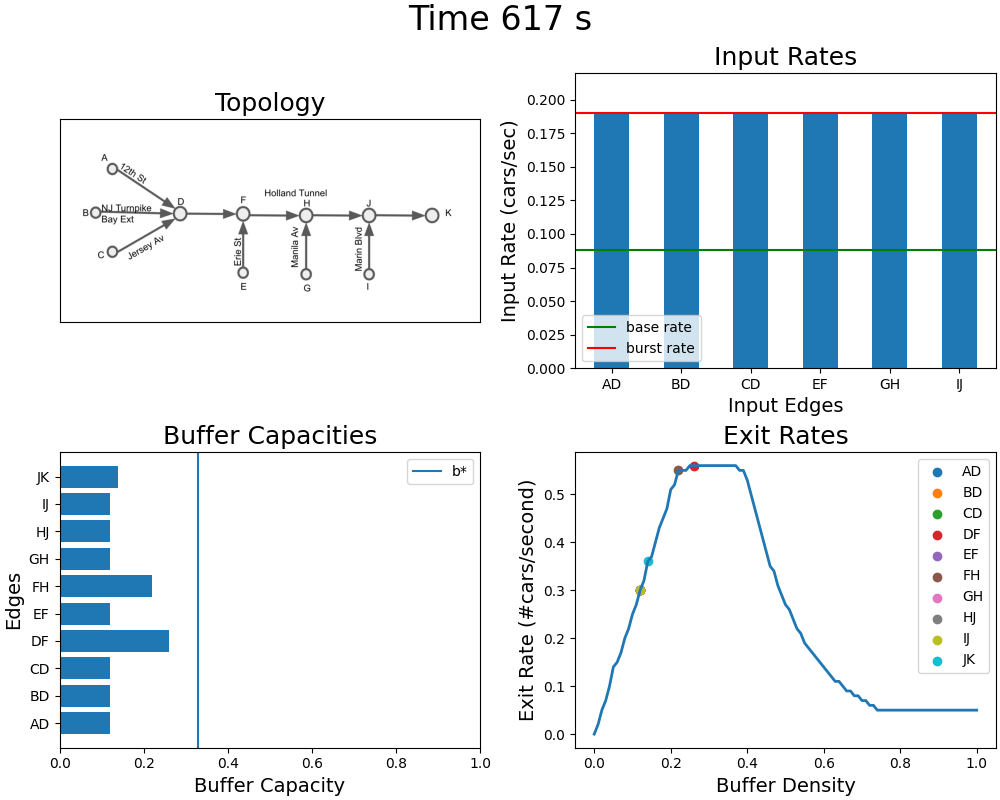 Time 617 s
Topology
A
12th St
B
NJ Turnpike
Bay Ext
C
Jersey Av
D
F
Holland Tunnel
H
J
K
Erie St
Manila Av
Marin Blvd
E
G
I
Input Rates
Input Rate (cars/sec)
0.200
0.175
0.150
0.125
0.100
0.075
0.050
0.025
0.000
base rate
burst rate
AD BD CD EF GH IJ
Input Edges
Buffer Capacities
Edges
JK
IJ
HJ
GH
FH
EF
DF
CD
BD
AD
b*
0.0 0.2 0.4 0.6 0.8 1.0
Buffer Capacity
Exit Rates
Exit Rate (#cars/second)
0.5
0.4
0.3
0.2
0.1
0.0
AD
BD
CD
DF
EF
FH
GH
HJ
IJ
JK
0.0 0.2 0.4 0.6 0.8 1.0
Buffer Density